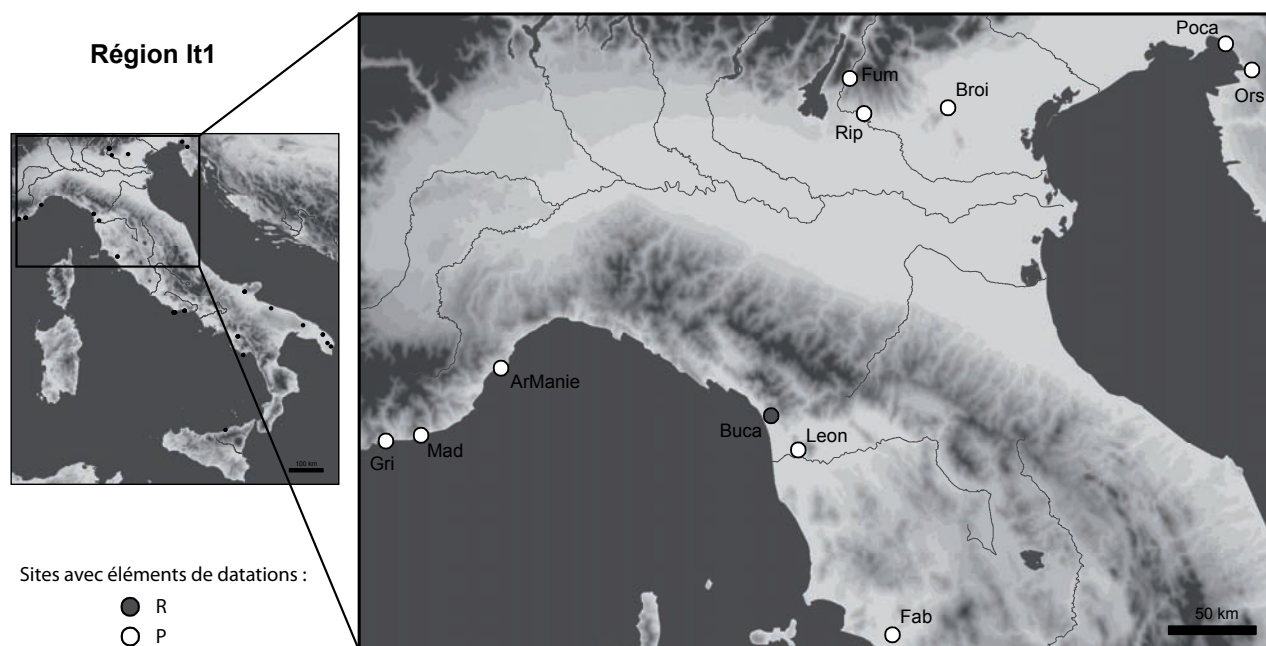 Région It1
Poca
Fum
Broi
Ors
Rip
ArManie
Buca
Leon
Mad
Gri
100 km
Sites avec éléments de datations :
R
P
Fab
50 km